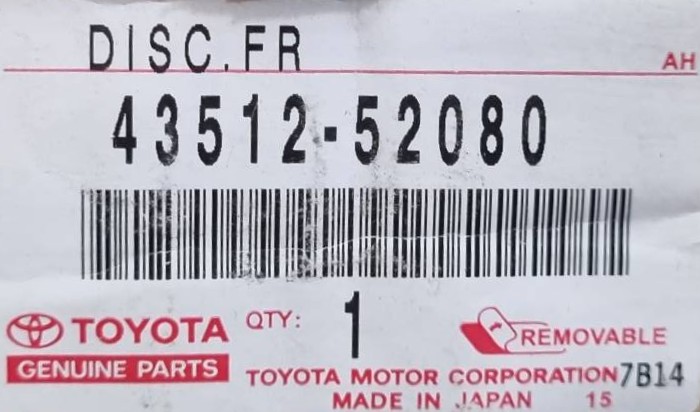 DISC.FR
AH
43512-52080
TOYOTA
GENUINE PARTS
QTY: 1
REMOVABLE
TOYOTA MOTOR CORPORATION 7B14
MADE IN JAPAN 15